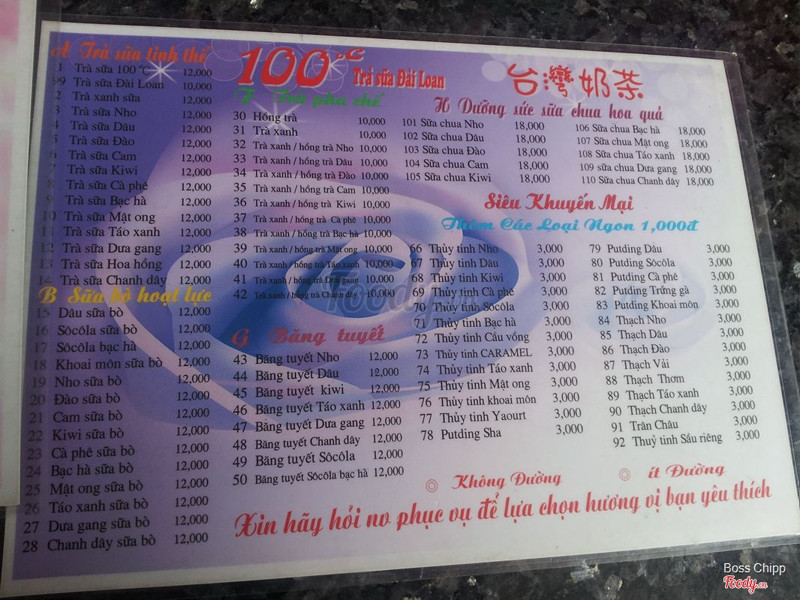 A Trà sữa tinh thể
1 Trà sữa 100°C 12,000
99 Trà sữa Đài Loan 10,000
2 Trà xanh sữa 12,000
3 Trà sữa Nho 12,000
4 Trà sữa Dâu 12,000
5 Trà sữa Đào 12,000
6 Trà sữa Cam 12,000
7 Trà sữa Kiwi 12,000
8 Trà sữa Cà phê 12,000
9 Trà sữa Bạc hà 12,000
10 Trà sữa Mật ong 12,000
11 Trà sữa Táo xanh 12,000
12 Trà sữa Dưa gang 12,000
13 Trà sữa Hoa hồng 12,000
14 Trà sữa Chanh dây 12,000
B Sữa bò hoạt lực
15 Dâu sữa bò 12,000
16 Sôcôla sữa bò 12,000
17 Sôcôla bạc hà 12,000
18 Khoai môn sữa bò 12,000
19 Nho sữa bò 12,000
20 Đào sữa bò 12,000
21 Cam sữa bò 12,000
22 Kiwi sữa bò 12,000
23 Cà phê sữa bò 12,000
24 Bạc hà sữa bò 12,000
25 Mật ong sữa bò 12,000
26 Táo xanh sữa bò 12,000
27 Dưa gang sữa bò 12,000
28 Chanh dây sữa bò 12,000
100°C Trà sữa Đài Loan
台灣奶茶
F Trà pha chế
30 Hồng trà 10,000
31 Trà xanh 10,000
32 Trà xanh / hồng trà Nho 10,000
33 Trà xanh / hồng trà Dâu 10,000
34 Trà xanh / hồng trà Đào 10,000
35 Trà xanh / hồng trà Cam 10,000
36 Trà xanh / hồng trà Kiwi 10,000
37 Trà xanh / hồng trà Cà phê 10,000
38 Trà xanh / hồng trà Bạc hà 10,000
39 Trà xanh / hồng trà Mật ong 10,000
40 Trà xanh / hồng trà Táo xanh 10,000
41 Trà xanh / hồng trà Dưa gang 10,000
42 Trà xanh / hồng trà Chanh dây 10,000
G Băng tuyết
43 Băng tuyết Nho 12,000
44 Băng tuyết Dâu 12,000
45 Băng tuyết kiwi 12,000
46 Băng tuyết Táo xanh 12,000
47 Băng tuyết Dưa gang 12,000
48 Băng tuyết Chanh dây 12,000
49 Băng tuyết Sôcôla 12,000
50 Băng tuyết Sôcôla bạc hà 12,000
H Dưỡng sức sữa chua hoa quả
101 Sữa chua Nho 18,000
102 Sữa chua Dâu 18,000
103 Sữa chua Đào 18,000
104 Sữa chua Cam 18,000
105 Sữa chua Kiwi 18,000
106 Sữa chua Bạc hà 18,000
107 Sữa chua Mật ong 18,000
108 Sữa chua Táo xanh 18,000
109 sữa chua Dưa gang 18,000
110 Sữa chua Chanh dây 18,000
Siêu Khuyến Mại
Thêm Các Loại Ngon 1,000đ
66 Thủy tinh Nho 3,000
67 Thủy tinh Dâu 3,000
68 Thủy tinh Kiwi 3,000
69 Thủy tinh Cà phê 3,000
70 Thủy tinh Sôcôla 3,000
71 Thủy tinh Bạc hà 3,000
72 Thủy tinh Cầu vồng 3,000
73 Thủy tinh CARAMEL 3,000
74 Thủy tinh Táo xanh 3,000
75 Thủy tinh Mật ong 3,000
76 Thủy tinh khoai môn 3,000
77 Thủy tinh Yaourt 3,000
78 Putding Sha 3,000
79 Putding Dâu 3,000
80 Putding Sôcôla 3,000
81 Putding Cà phê 3,000
82 Putding Trứng gà 3,000
83 Putding Khoai môn 3,000
84 Thạch Nho 3,000
85 Thạch Dâu 3,000
86 Thạch Đào 3,000
87 Thạch Vải 3,000
88 Thạch Thơm 3,000
89 Thạch Táo xanh 3,000
90 Thạch Chanh dây 3,000
91 Trân Châu 3,000
92 Thuỷ tinh Sầu riêng 3,000
Không Đường
ít Đường
Xin hãy hỏi nv phục vụ để lựa chọn hương vị bạn yêu thích
Foody
Boss Chipp
Foody.vn